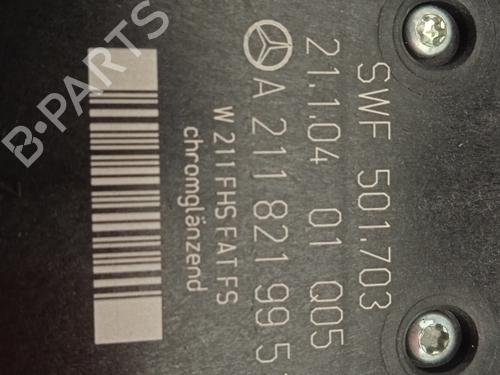 SWF 501.703
21.1.04 01 Q05
A 211 821 99 5
W 211 FHS FAT.FS
chromglänzend
B-PARTS